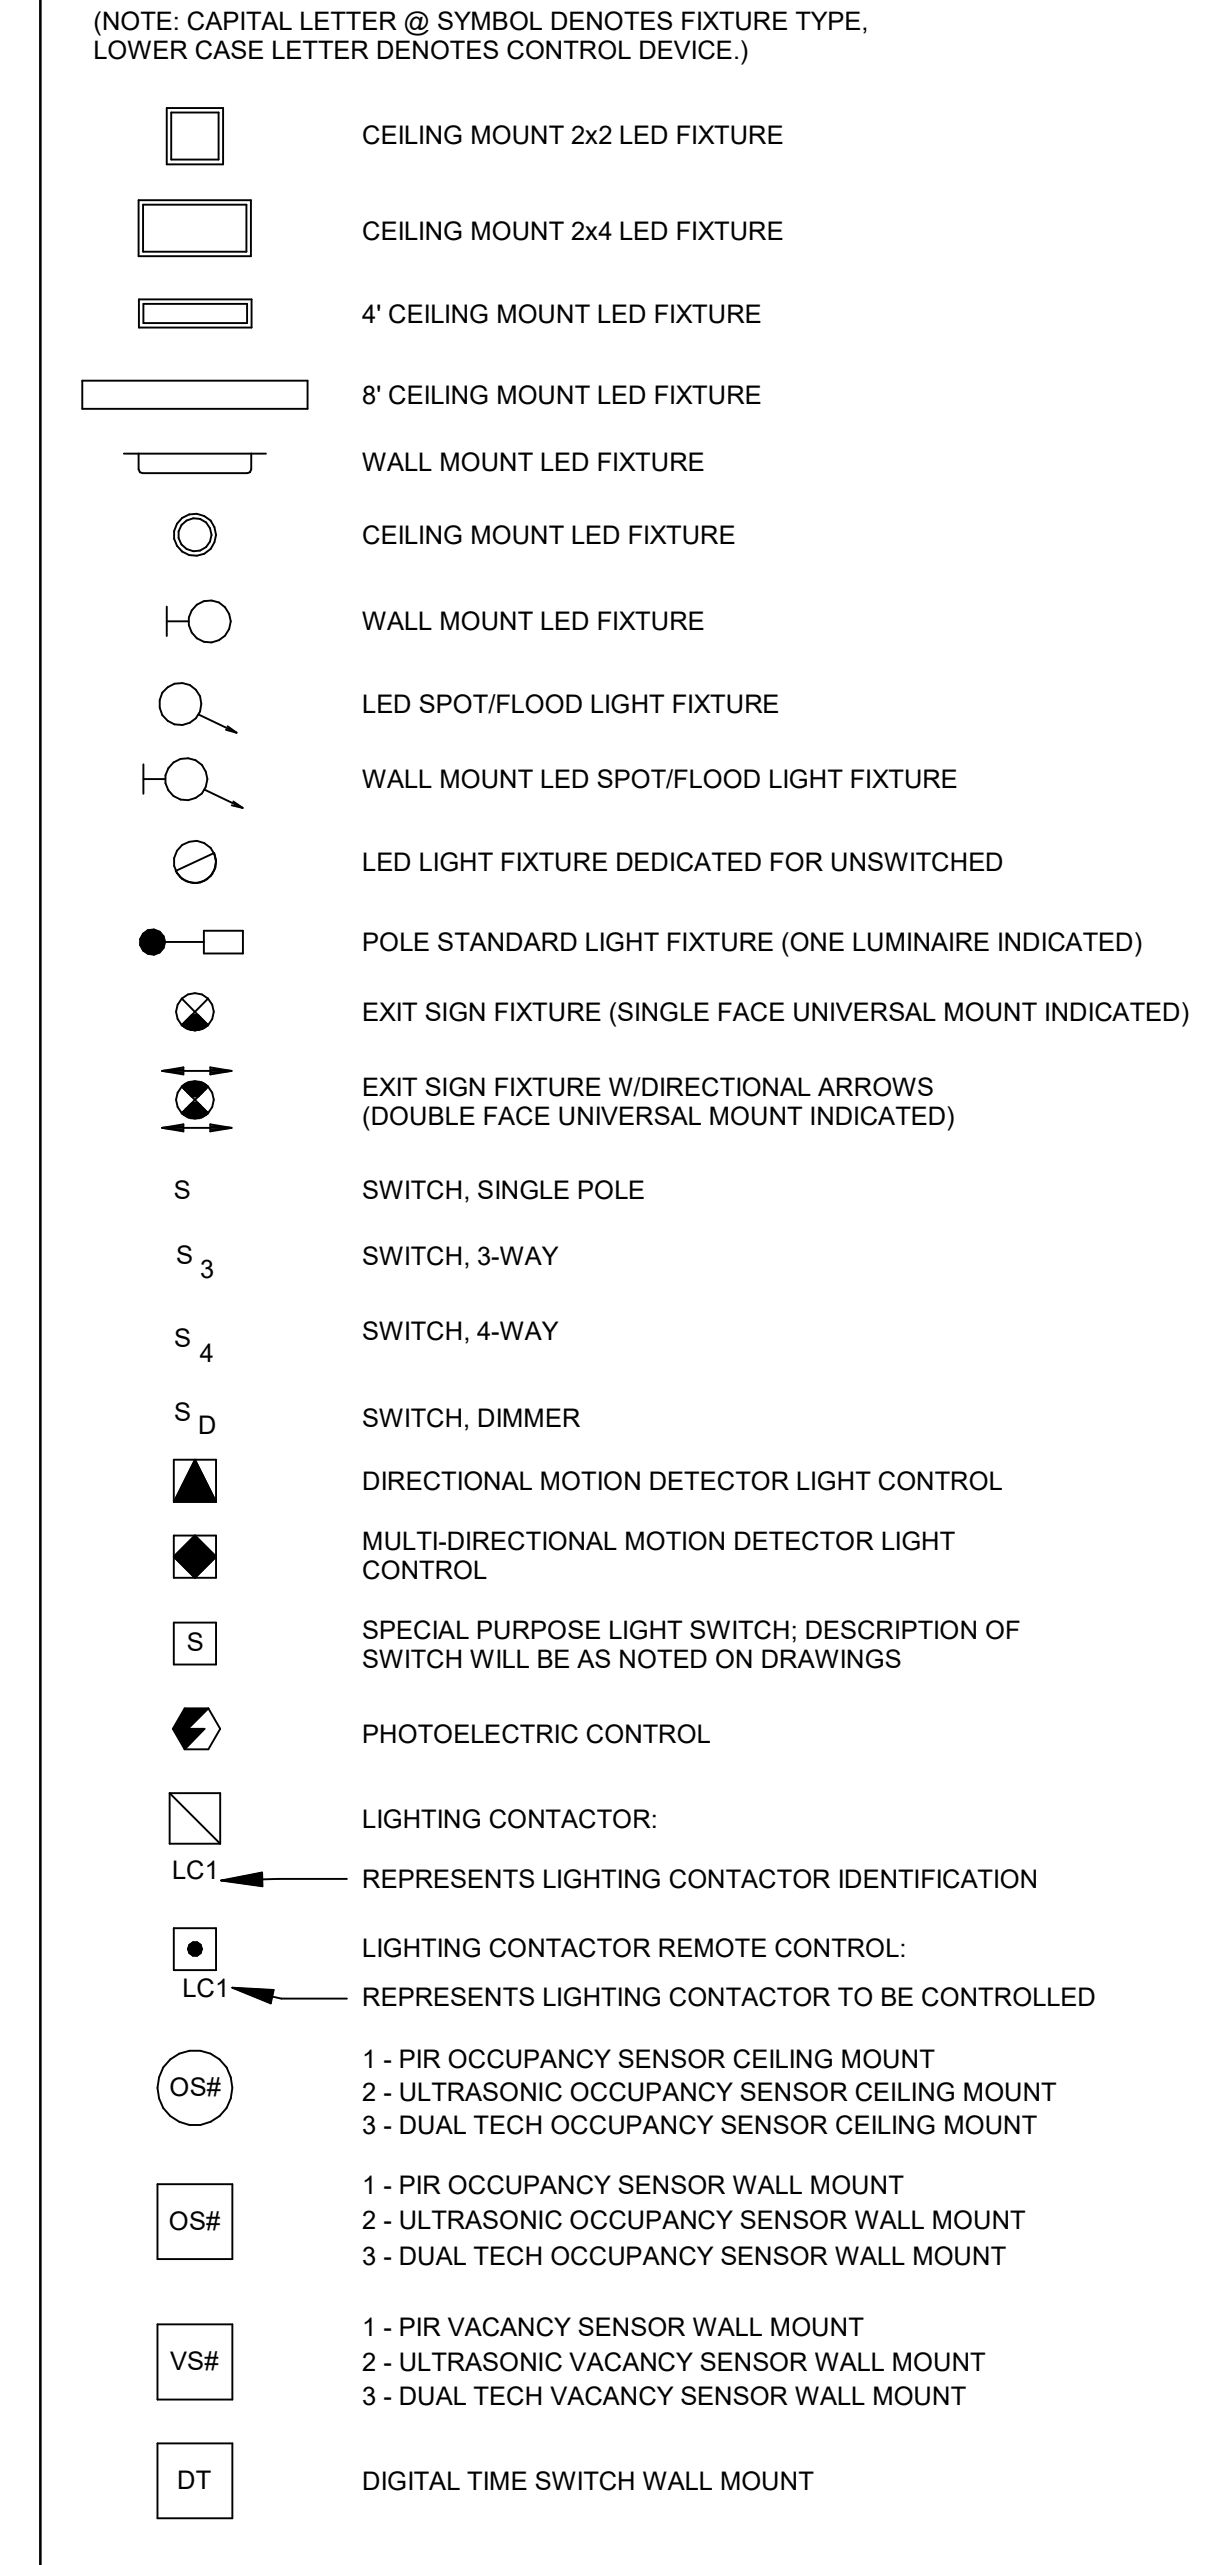 (NOTE: CAPITAL LETTER @ SYMBOL DENOTES FIXTURE TYPE,
LOWER CASE LETTER DENOTES CONTROL DEVICE.)
CEILING MOUNT 2x2 LED FIXTURE
CEILING MOUNT 2x4 LED FIXTURE
4' CEILING MOUNT LED FIXTURE
8' CEILING MOUNT LED FIXTURE
WALL MOUNT LED FIXTURE
CEILING MOUNT LED FIXTURE
WALL MOUNT LED FIXTURE
LED SPOT/FLOOD LIGHT FIXTURE
WALL MOUNT LED SPOT/FLOOD LIGHT FIXTURE
LED LIGHT FIXTURE DEDICATED FOR UNSWITCHED
POLE STANDARD LIGHT FIXTURE (ONE LUMINAIRE INDICATED)
EXIT SIGN FIXTURE (SINGLE FACE UNIVERSAL MOUNT INDICATED)
EXIT SIGN FIXTURE W/DIRECTIONAL ARROWS
(DOUBLE FACE UNIVERSAL MOUNT INDICATED)
S SWITCH, SINGLE POLE
S 3 SWITCH, 3-WAY
S 4 SWITCH, 4-WAY
S D SWITCH, DIMMER
DIRECTIONAL MOTION DETECTOR LIGHT CONTROL
MULTI-DIRECTIONAL MOTION DETECTOR LIGHT
CONTROL
S SPECIAL PURPOSE LIGHT SWITCH; DESCRIPTION OF
SWITCH WILL BE AS NOTED ON DRAWINGS
PHOTOELECTRIC CONTROL
LIGHTING CONTACTOR:
LC1 REPRESENTS LIGHTING CONTACTOR IDENTIFICATION
LIGHTING CONTACTOR REMOTE CONTROL:
LC1 REPRESENTS LIGHTING CONTACTOR TO BE CONTROLLED
1 - PIR OCCUPANCY SENSOR CEILING MOUNT
OS# 2 - ULTRASONIC OCCUPANCY SENSOR CEILING MOUNT
3 - DUAL TECH OCCUPANCY SENSOR CEILING MOUNT
1 - PIR OCCUPANCY SENSOR WALL MOUNT
OS# 2 - ULTRASONIC OCCUPANCY SENSOR WALL MOUNT
3 - DUAL TECH OCCUPANCY SENSOR WALL MOUNT
1 - PIR VACANCY SENSOR WALL MOUNT
VS# 2 - ULTRASONIC VACANCY SENSOR WALL MOUNT
3 - DUAL TECH VACANCY SENSOR WALL MOUNT
DT DIGITAL TIME SWITCH WALL MOUNT